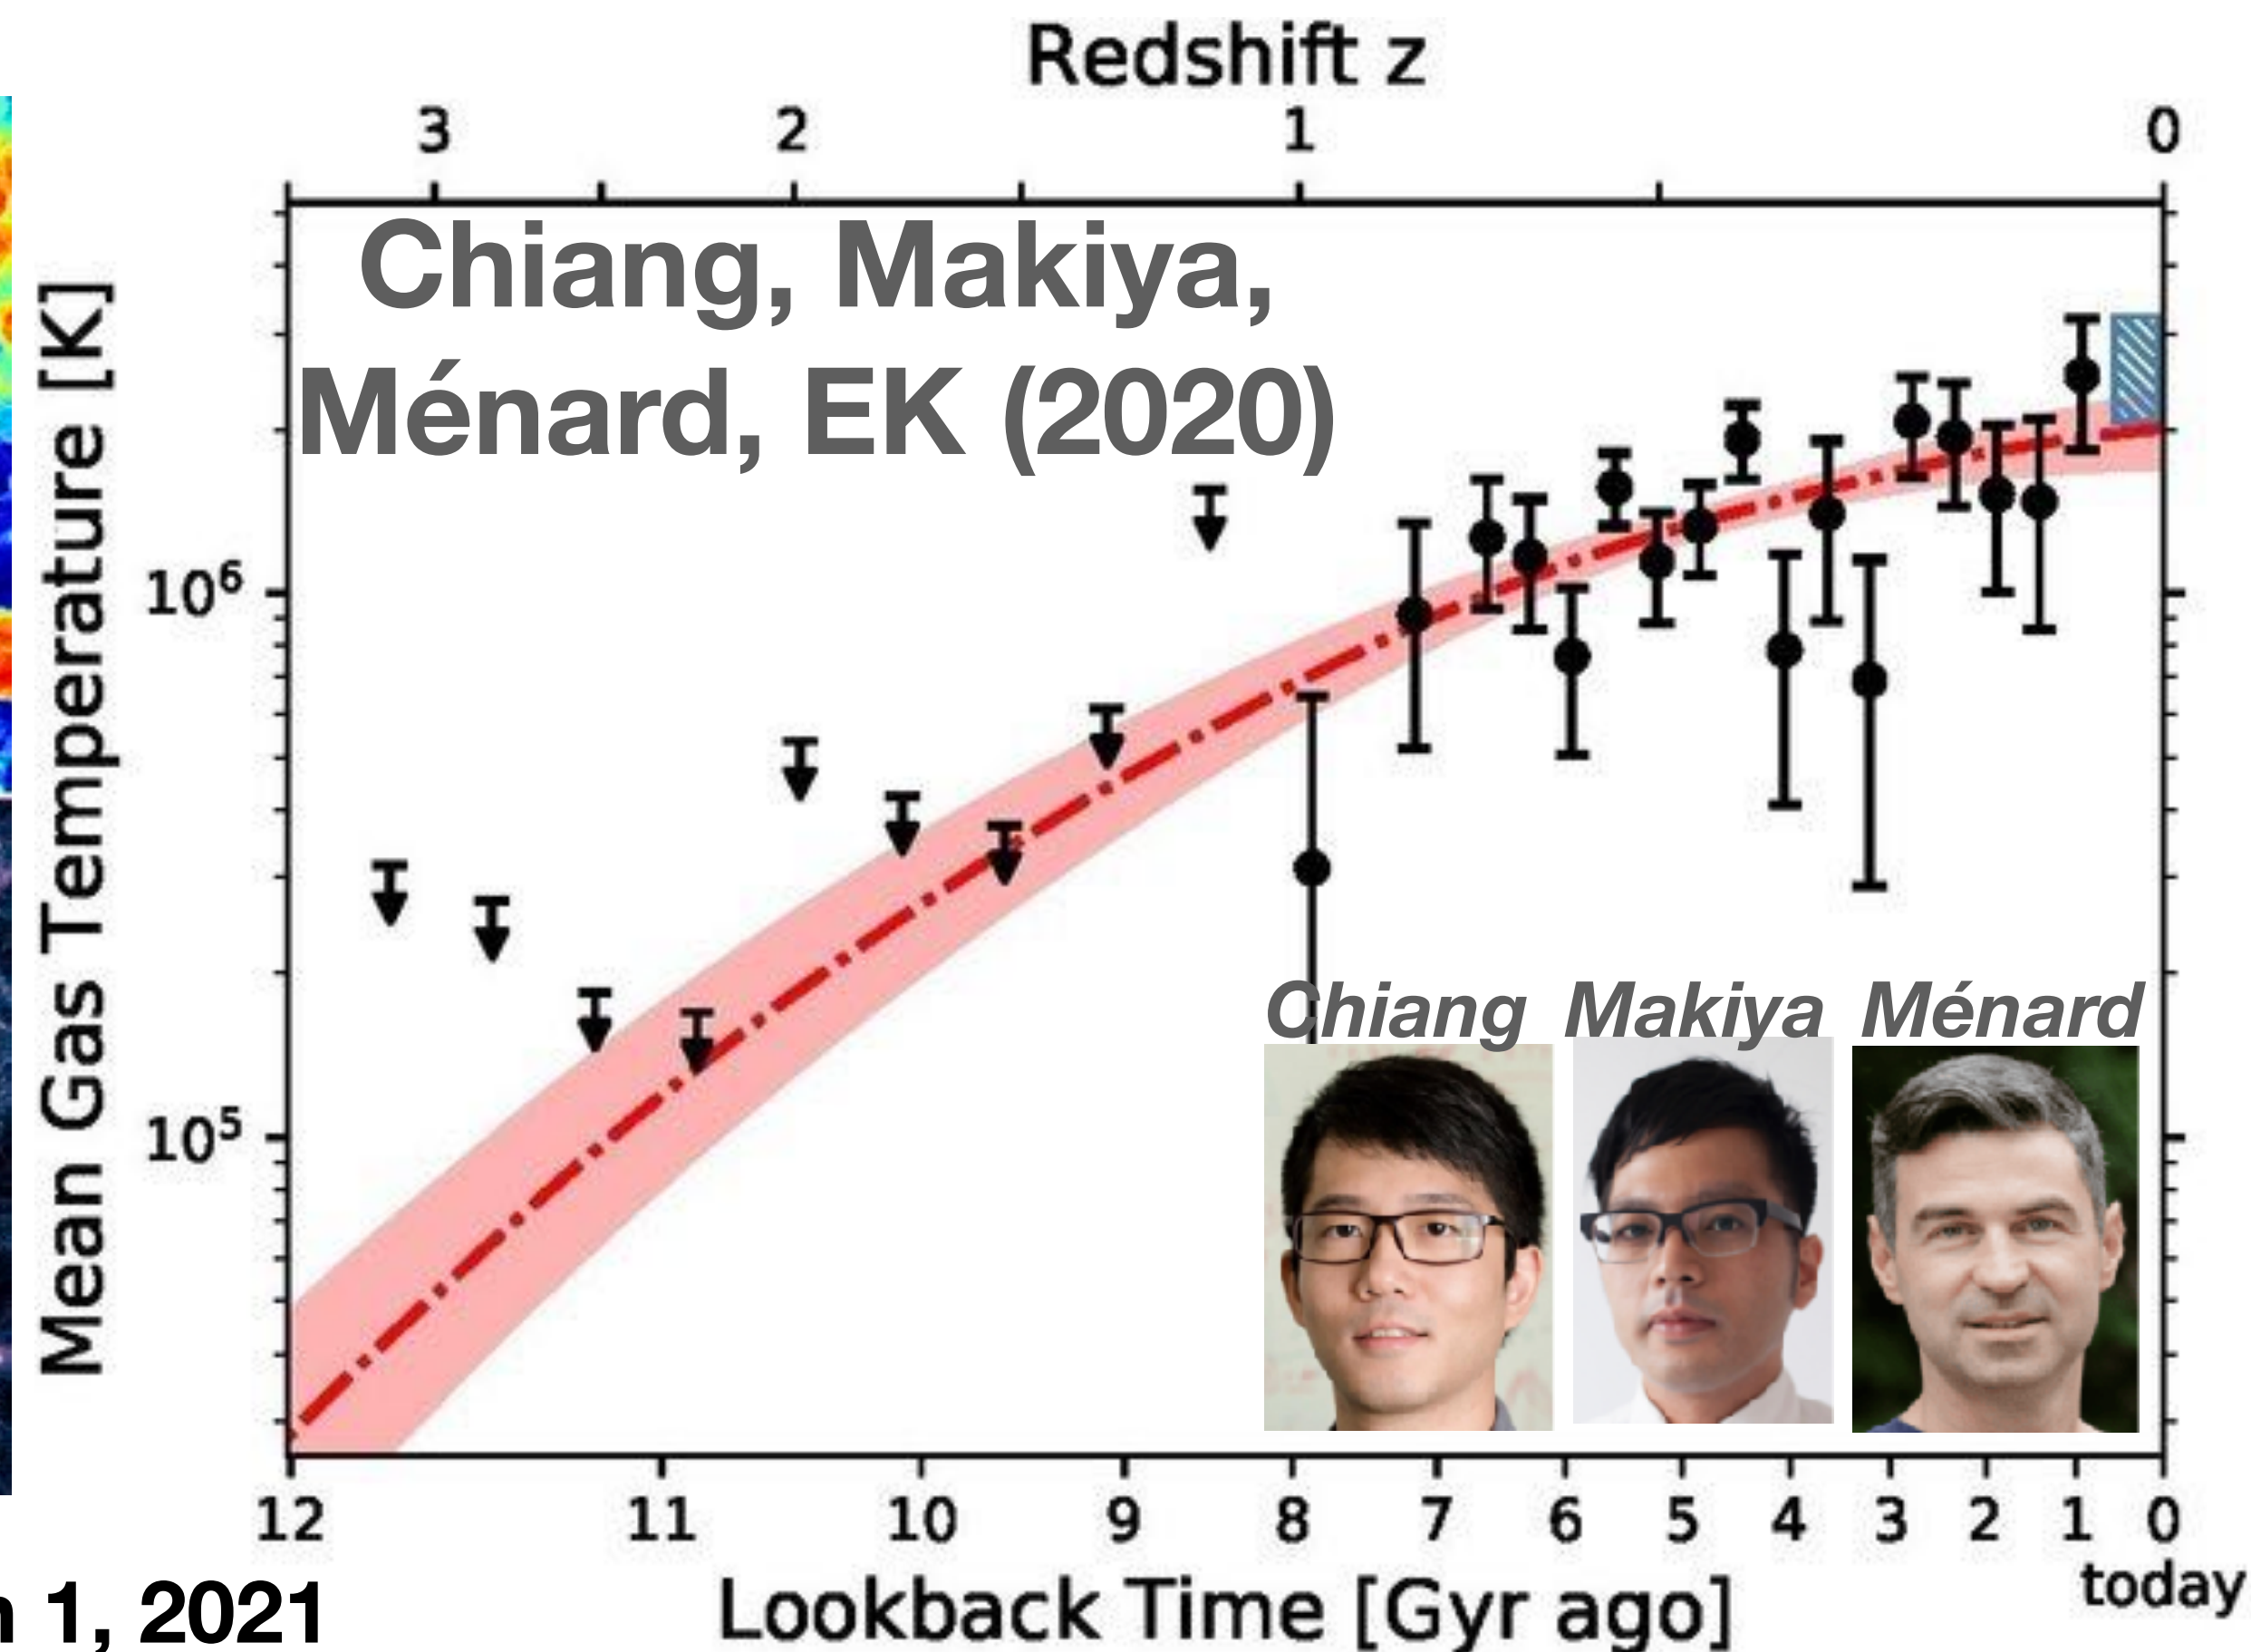 Redshift z
3 2 1 0
Chiang, Makiya,
Ménard, EK (2020)
Mean Gas Temperature [K]
10⁶
10⁵
Chiang Makiya Ménard
12 11 10 9 8 7 6 5 4 3 2 1 0
today
Lookback Time [Gyr ago]
1, 2021